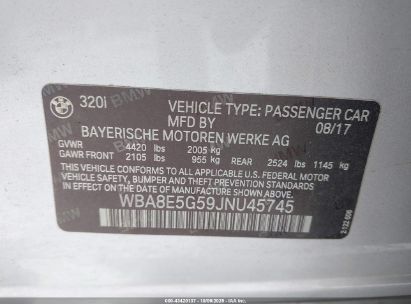 320i
VEHICLE TYPE: PASSENGER CAR
MFD BY 08/17
BAYERISCHE MOTOREN WERKE AG
GVWR 4420 lbs 2005 kg
GAWR FRONT 2105 lbs 955 kg REAR 2524 lbs 1145 kg
THIS VEHICLE CONFORMS TO ALL APPLICABLE U.S. FEDERAL MOTOR
VEHICLE SAFETY, BUMPER AND THEFT PREVENTION STANDARDS IN EFFECT
ON THE DATE OF MANUFACTURE SHOWN ABOVE.
WBA8E5G59JNU45745